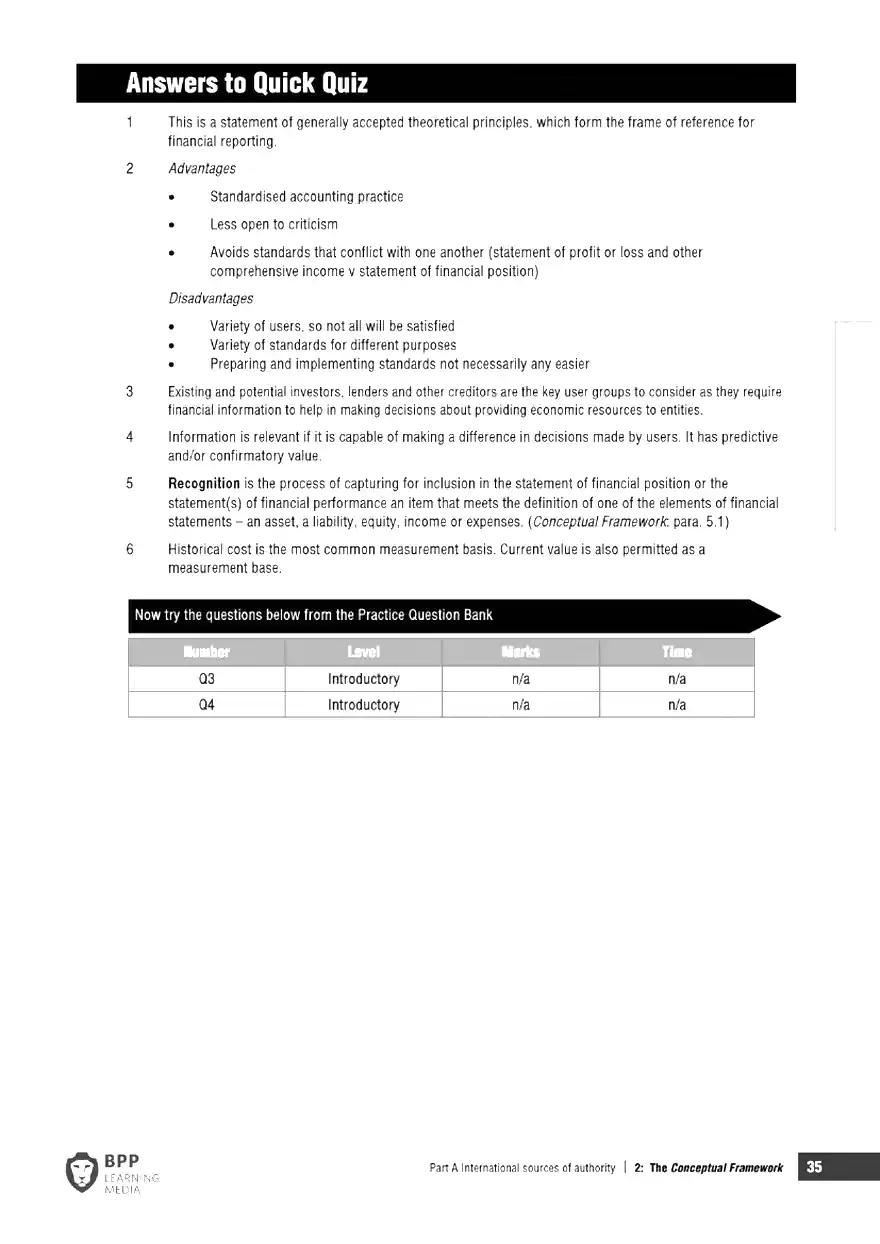 Answers to Quick Quiz
1 This is a statement of generally accepted theoretical principles, which form the frame of reference for
financial reporting.
2 Advantages
• Standardised accounting practice
• Less open to criticism
• Avoids standards that conflict with one another (statement of profit or loss and other
comprehensive income v statement of financial position)
Disadvantages
• Variety of users, so not all will be satisfied
• Variety of standards for different purposes
• Preparing and implementing standards not necessarily any easier
3 Existing and potential investors, lenders and other creditors are the key user groups to consider as they require
financial information to help in making decisions about providing economic resources to entities.
4 Information is relevant if it is capable of making a difference in decisions made by users. It has predictive
and/or confirmatory value.
5 Recognition is the process of capturing for inclusion in the statement of financial position or the
statement(s) of financial performance an item that meets the definition of one of the elements of financial
statements – an asset, a liability, equity, income or expenses. (Conceptual Framework: para. 5.1)
6 Historical cost is the most common measurement basis. Current value is also permitted as a
measurement base.
Now try the questions below from the Practice Question Bank
Number Level Marks Time
Q3 Introductory n/a n/a
Q4 Introductory n/a n/a
BPP
LEARNING
MEDIA
Part A International sources of authority | 2: The Conceptual Framework 35